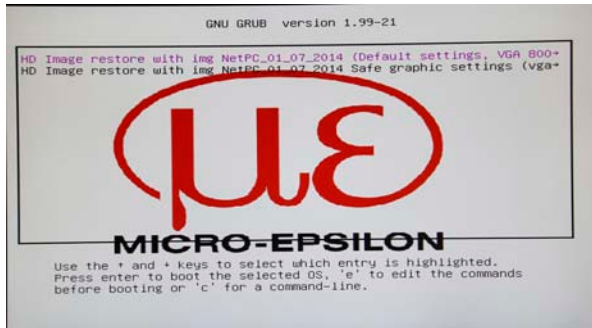 GNU GRUB version 1.99-21
HD Image restore with img NetPC_01_07_2014 (Default settings, VGA 800→
HD Image restore with img NetPC_01_07_2014 Safe graphic settings (vga→
με
MICRO-EPSILON
Use the ↑ and ↓ keys to select which entry is highlighted.
Press enter to boot the selected OS, 'e' to edit the commands
before booting or 'c' for a command-line.